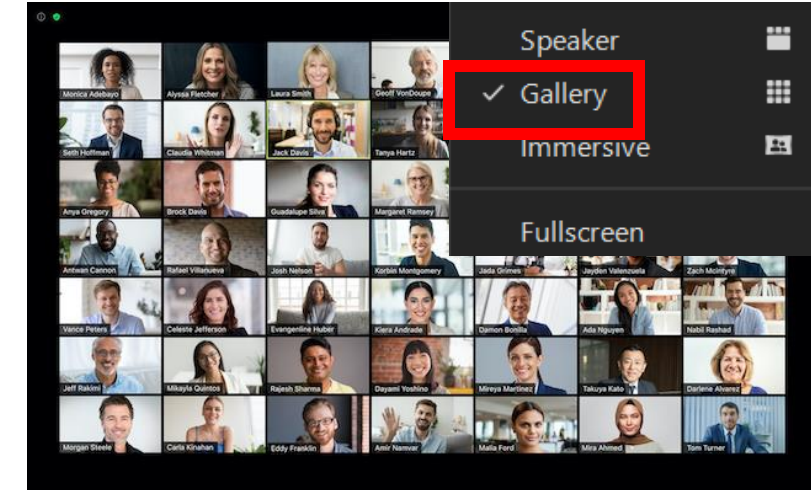 Speaker
Gallery
Immersive
Fullscreen
Monica Adebayo Alyssa Fletcher Laura Smith Geoff VonDoupe
Seth Hoffman Claudia Whitman Jack Davis Tanya Hartz
Anya Gregory Brock Davis Guadalupe Silva Margaret Ramsey
Antwan Cannon Rafael Villanueva Josh Nelson Korbin Montgomery Jada Grimes Jayden Valenzuela Zach McIntyre
Vance Peters Celeste Jefferson Evangenline Huber Kiera Andrade Damon Bonilla Ada Nguyen Nabil Rashad
Jeff Rakimi Mikayla Quintos Rajesh Sharma Dayami Yoshino Mireya Martinez Takuya Kato Darlene Alvarez
Morgan Steele Carla Kinahan Eddy Franklin Amir Namvar Malia Ford Mira Ahmed Tom Turner